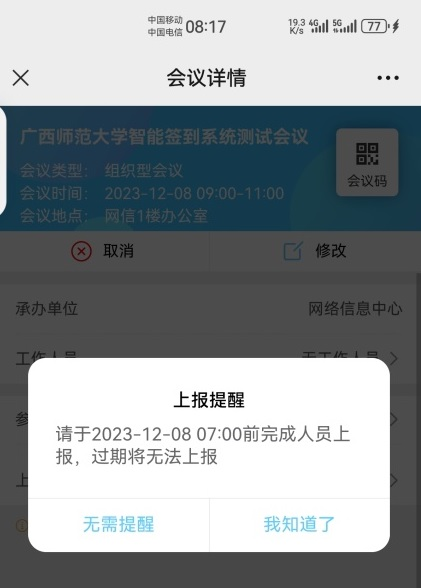 中国移动
中国电信
08:17
19.3
K/s
4G
5G
77
会议详情
广西师范大学智能签到系统测试会议
会议类型： 组织型会议
会议时间： 2023-12-08 09:00-11:00
会议地点： 网信1楼办公室
会议码
取消
修改
承办单位
网络信息中心
工作人员
无工作人员
上报提醒
请于2023-12-08 07:00前完成人员上
报，过期将无法上报
参
上
无需提醒
我知道了